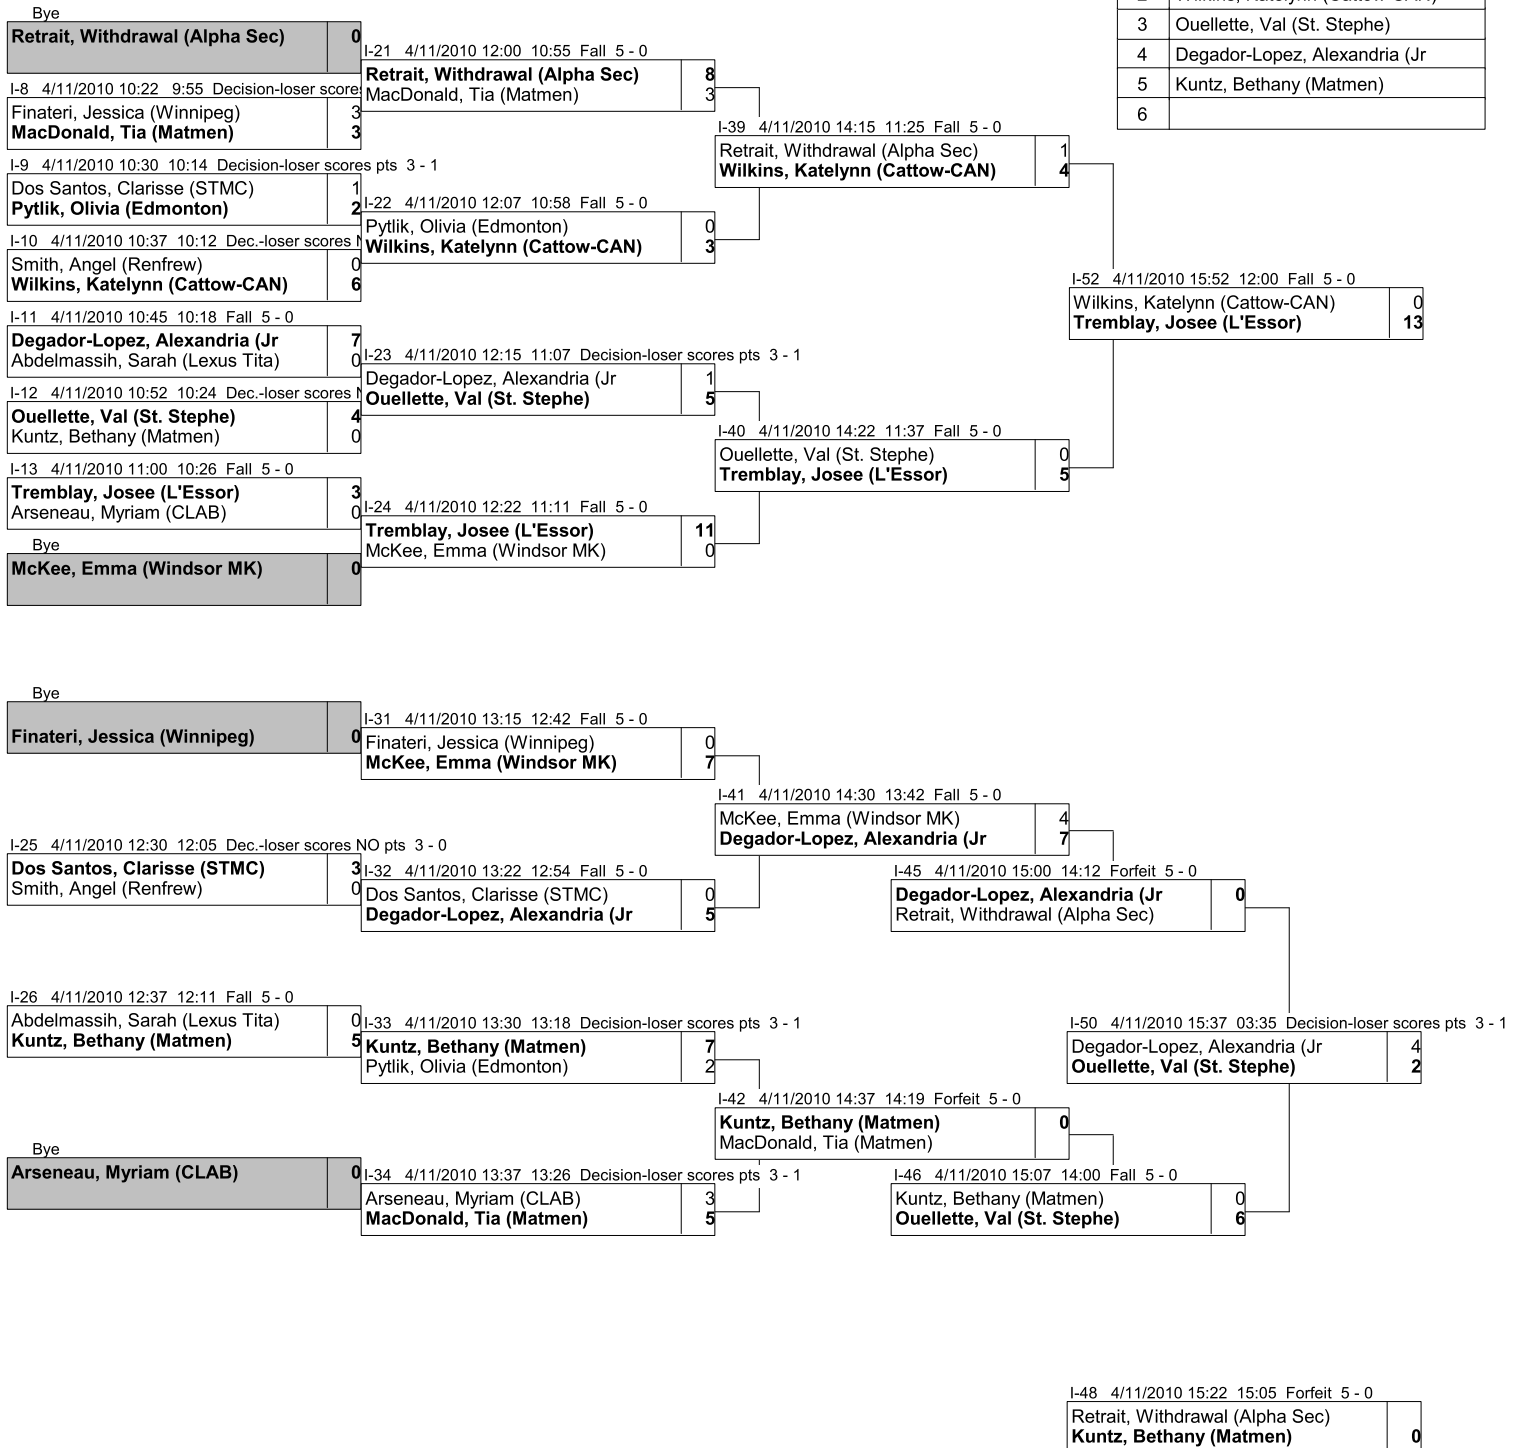 Bye
Retrait, Withdrawal (Alpha Sec) 0
I-8 4/11/2010 10:22 9:55 Decision-loser scores
Finateri, Jessica (Winnipeg) 3
MacDonald, Tia (Matmen) 3
I-9 4/11/2010 10:30 10:14 Decision-loser scores pts 3 - 1
Dos Santos, Clarisse (STMC) 1
Pytlik, Olivia (Edmonton) 2
I-10 4/11/2010 10:37 10:12 Dec.-loser scores
Smith, Angel (Renfrew) 0
Wilkins, Katelynn (Cattow-CAN) 6
I-11 4/11/2010 10:45 10:18 Fall 5 - 0
Degador-Lopez, Alexandria (Jr 7
Abdelmassih, Sarah (Lexus Tita) 0
I-12 4/11/2010 10:52 10:24 Dec.-loser scores
Ouellette, Val (St. Stephe) 4
Kuntz, Bethany (Matmen) 0
I-13 4/11/2010 11:00 10:26 Fall 5 - 0
Tremblay, Josee (L'Essor) 3
Arseneau, Myriam (CLAB) 0
Bye
McKee, Emma (Windsor MK) 0
I-21 4/11/2010 12:00 10:55 Fall 5 - 0
Retrait, Withdrawal (Alpha Sec) 8
MacDonald, Tia (Matmen) 3
I-22 4/11/2010 12:07 10:58 Fall 5 - 0
Pytlik, Olivia (Edmonton) 0
Wilkins, Katelynn (Cattow-CAN) 3
I-23 4/11/2010 12:15 11:07 Decision-loser scores pts 3 - 1
Degador-Lopez, Alexandria (Jr 1
Ouellette, Val (St. Stephe) 5
I-24 4/11/2010 12:22 11:11 Fall 5 - 0
Tremblay, Josee (L'Essor) 11
McKee, Emma (Windsor MK) 0
I-39 4/11/2010 14:15 11:25 Fall 5 - 0
Retrait, Withdrawal (Alpha Sec) 1
Wilkins, Katelynn (Cattow-CAN) 4
I-40 4/11/2010 14:22 11:37 Fall 5 - 0
Ouellette, Val (St. Stephe) 0
Tremblay, Josee (L'Essor) 5
I-52 4/11/2010 15:52 12:00 Fall 5 - 0
Wilkins, Katelynn (Cattow-CAN) 0
Tremblay, Josee (L'Essor) 13
3 Ouellette, Val (St. Stephe)
4 Degador-Lopez, Alexandria (Jr
5 Kuntz, Bethany (Matmen)
6
Bye
Finateri, Jessica (Winnipeg) 0
I-25 4/11/2010 12:30 12:05 Dec.-loser scores NO pts 3 - 0
Dos Santos, Clarisse (STMC) 3
Smith, Angel (Renfrew) 0
I-26 4/11/2010 12:37 12:11 Fall 5 - 0
Abdelmassih, Sarah (Lexus Tita) 0
Kuntz, Bethany (Matmen) 5
Bye
Arseneau, Myriam (CLAB) 0
I-31 4/11/2010 13:15 12:42 Fall 5 - 0
Finateri, Jessica (Winnipeg) 0
McKee, Emma (Windsor MK) 7
I-32 4/11/2010 13:22 12:54 Fall 5 - 0
Dos Santos, Clarisse (STMC) 0
Degador-Lopez, Alexandria (Jr 5
I-33 4/11/2010 13:30 13:18 Decision-loser scores pts 3 - 1
Kuntz, Bethany (Matmen) 7
Pytlik, Olivia (Edmonton) 2
I-34 4/11/2010 13:37 13:26 Decision-loser scores pts 3 - 1
Arseneau, Myriam (CLAB) 3
MacDonald, Tia (Matmen) 5
I-41 4/11/2010 14:30 13:42 Fall 5 - 0
McKee, Emma (Windsor MK) 4
Degador-Lopez, Alexandria (Jr 7
I-42 4/11/2010 14:37 14:19 Forfeit 5 - 0
Kuntz, Bethany (Matmen) 0
MacDonald, Tia (Matmen)
I-45 4/11/2010 15:00 14:12 Forfeit 5 - 0
Degador-Lopez, Alexandria (Jr 0
Retrait, Withdrawal (Alpha Sec)
I-46 4/11/2010 15:07 14:00 Fall 5 - 0
Kuntz, Bethany (Matmen) 0
Ouellette, Val (St. Stephe) 6
I-50 4/11/2010 15:37 03:35 Decision-loser scores pts 3 - 1
Degador-Lopez, Alexandria (Jr 4
Ouellette, Val (St. Stephe) 2
I-48 4/11/2010 15:22 15:05 Forfeit 5 - 0
Retrait, Withdrawal (Alpha Sec)
Kuntz, Bethany (Matmen) 0